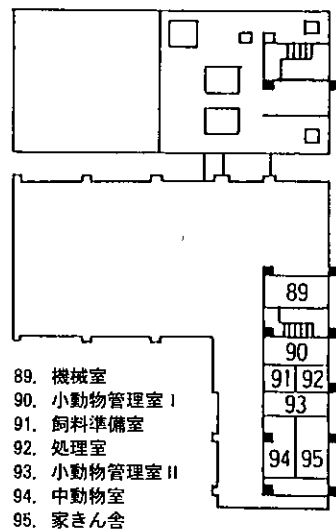 89
90
91 92
93
94 95
89. 機械室
90. 小動物管理室 I
91. 飼料準備室
92. 処理室
93. 小動物管理室 II
94. 中動物室
95. 家きん舎